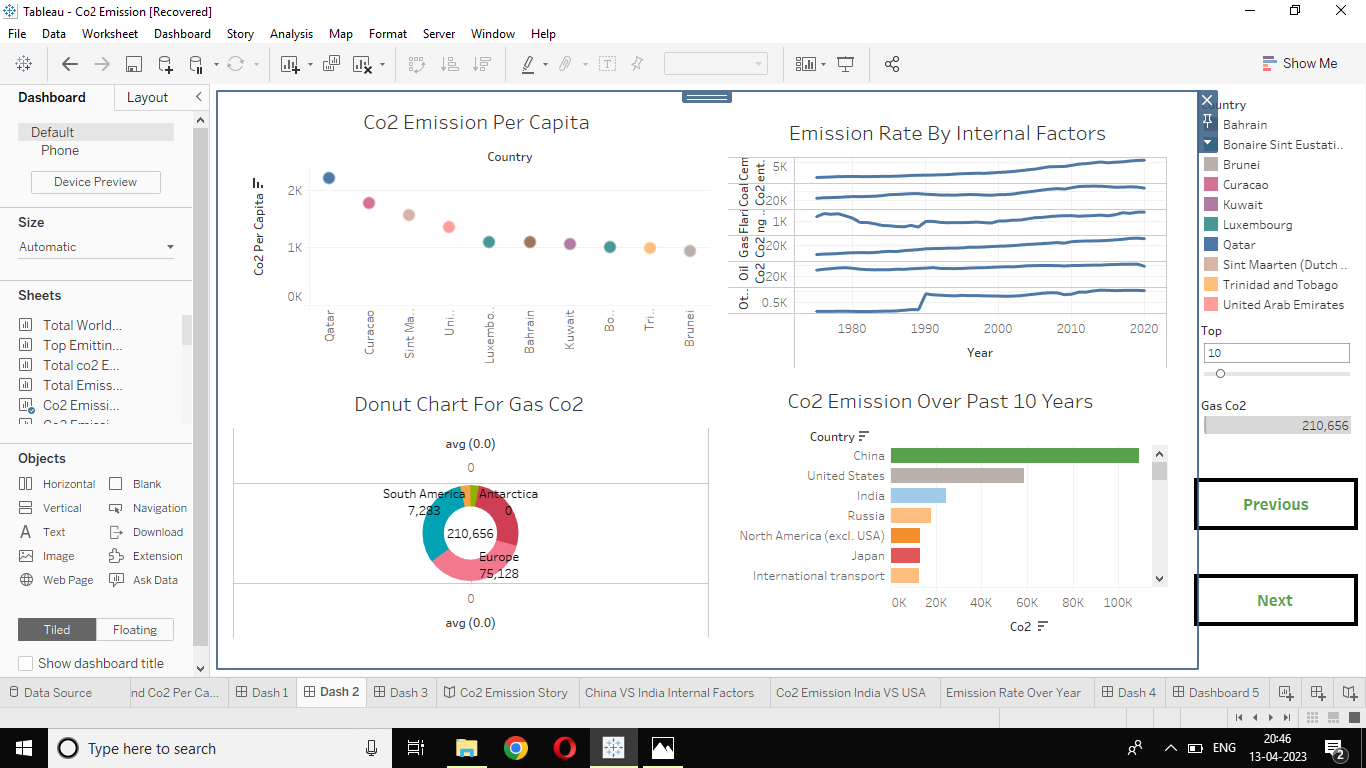 Tableau - Co2 Emission [Recovered]
File Data Worksheet Dashboard Story Analysis Map Format Server Window Help
Show Me
Dashboard Layout
Default
Phone
Device Preview
Size
Automatic
Sheets
Total World...
Top Emittin...
Total co2 E...
Total Emiss...
Co2 Emissi...
Objects
Horizontal Blank
Vertical Navigation
Text Download
Image Extension
Web Page Ask Data
Tiled Floating
Show dashboard title
Co2 Emission Per Capita
Country
Co2 Per Capita
2K
1K
0K
Qatar
Curacao
Sint Ma..
Uni..
Luxembo..
Bahrain
Kuwait
Bo..
Tri..
Brunei
Emission Rate By Internal Factors
Cem
ent.
5K
Coal
Co2
20K
Flari
ng ..
1K
Gas
Co2
20K
Oil
Co2
20K
Ot..
0.5K
1980 1990 2000 2010 2020
Year
Donut Chart For Gas Co2
avg (0.0)
0
South America
7,283
Antarctica
0
210,656
Europe
75,128
0
avg (0.0)
Co2 Emission Over Past 10 Years
Country
China
United States
India
Russia
North America (excl. USA)
Japan
International transport
0K 20K 40K 60K 80K 100K
Co2
untry
Bahrain
Bonaire Sint Eustati..
Brunei
Curacao
Kuwait
Luxembourg
Qatar
Sint Maarten (Dutch ..
Trinidad and Tobago
United Arab Emirates
Top
10
Gas Co2
210,656
Previous
Next
Data Source nd Co2 Per Ca... Dash 1 Dash 2 Dash 3 Co2 Emission Story China VS India Internal Factors Co2 Emission India VS USA Emission Rate Over Year Dash 4 Dashboard 5
Type here to search
ENG
20:46
13-04-2023
2